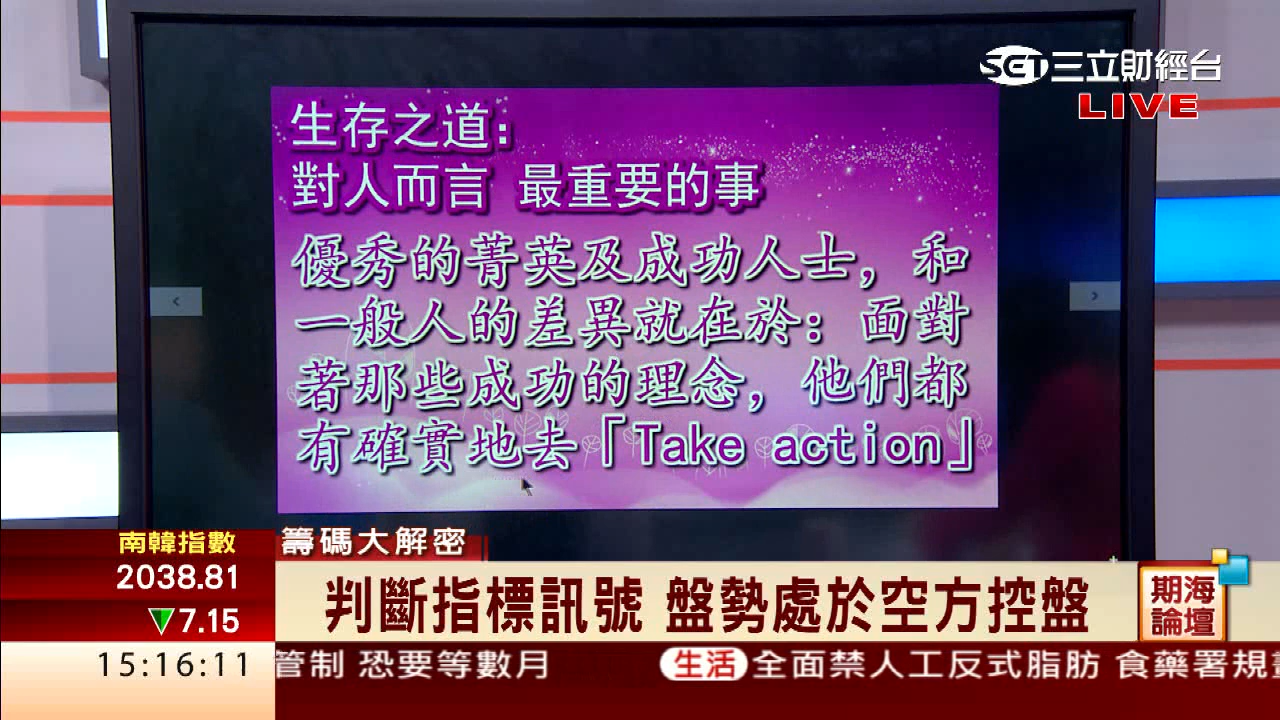 SET三立財經台
LIVE
生存之道:
對人而言 最重要的事
優秀的菁英及成功人士，和
一般人的差異就在於：面對
著那些成功的理念，他們都
有確實地去「Take action」
南韓指數
2038.81
▼7.15
15:16:11
籌碼大解密
判斷指標訊號 盤勢處於空方控盤
期海
論壇
管制 恐要等數月
生活 全面禁人工反式脂肪 食藥署規劃